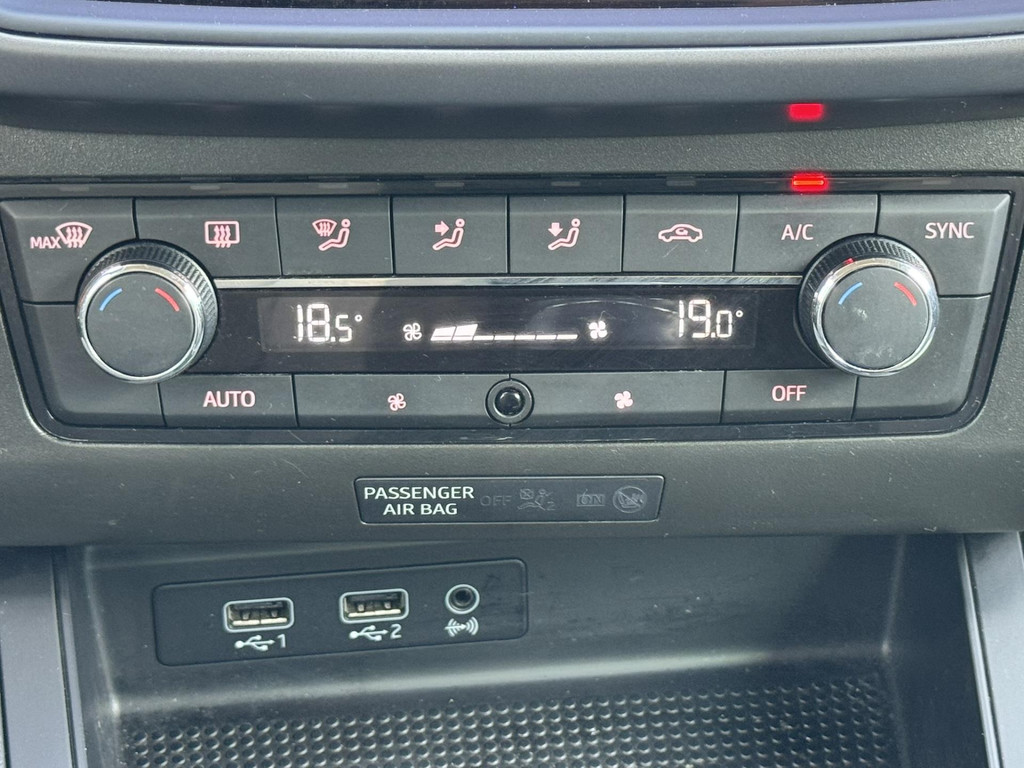 MAX
A/C
SYNC
18.5°
19.0°
AUTO
OFF
PASSENGER OFF ON
AIR BAG
1
2